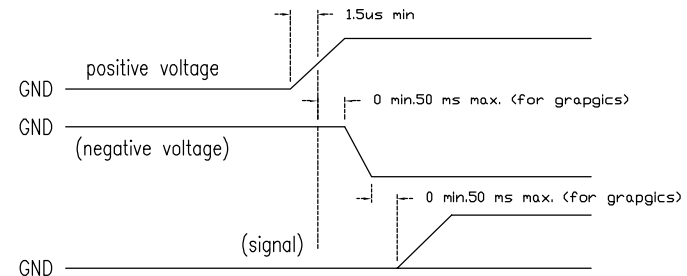 1.5us min
positive voltage
GND
0 min.50 ms max. (for grapgics)
GND
(negative voltage)
0 min.50 ms max. (for grapgics)
(signal)
GND